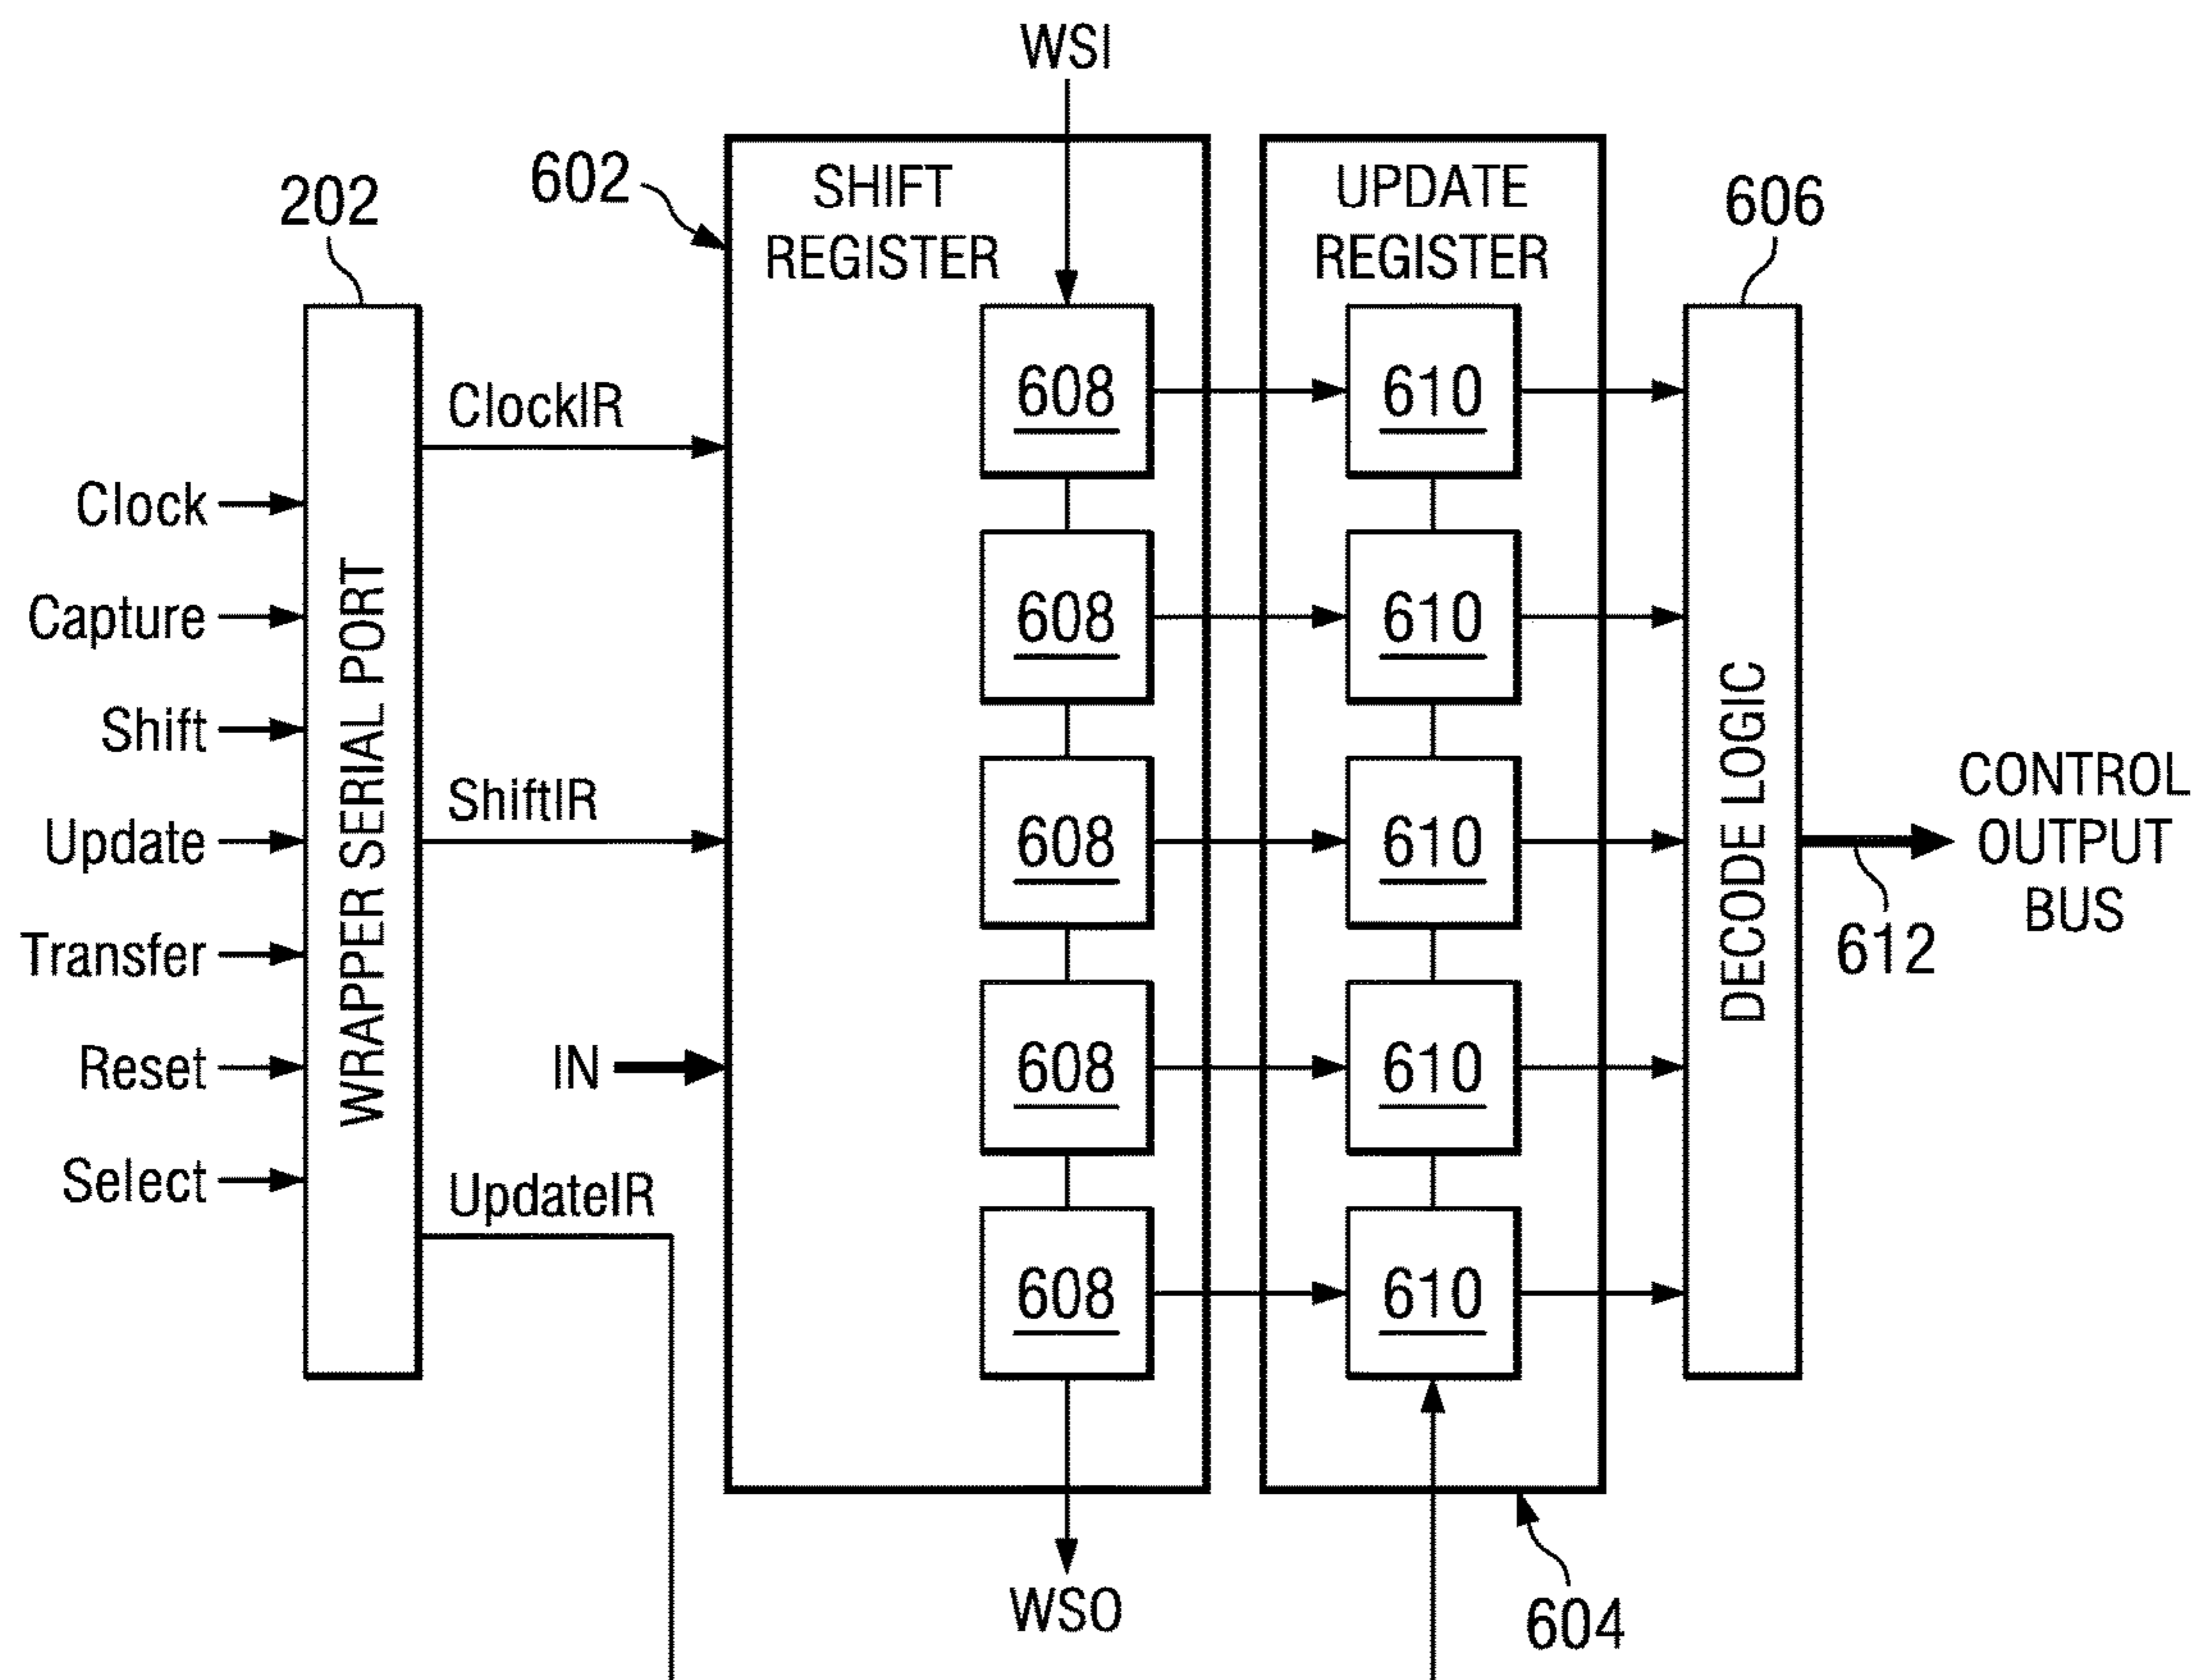 WSI
602
SHIFT
REGISTER
UPDATE
REGISTER
202
606
Clock
Capture
Shift
Update
Transfer
Reset
Select
WRAPPER SERIAL PORT
ClockIR
ShiftIR
IN
UpdateIR
608
608
608
608
608
610
610
610
610
610
DECODE LOGIC
CONTROL
OUTPUT
BUS
612
WSO
604